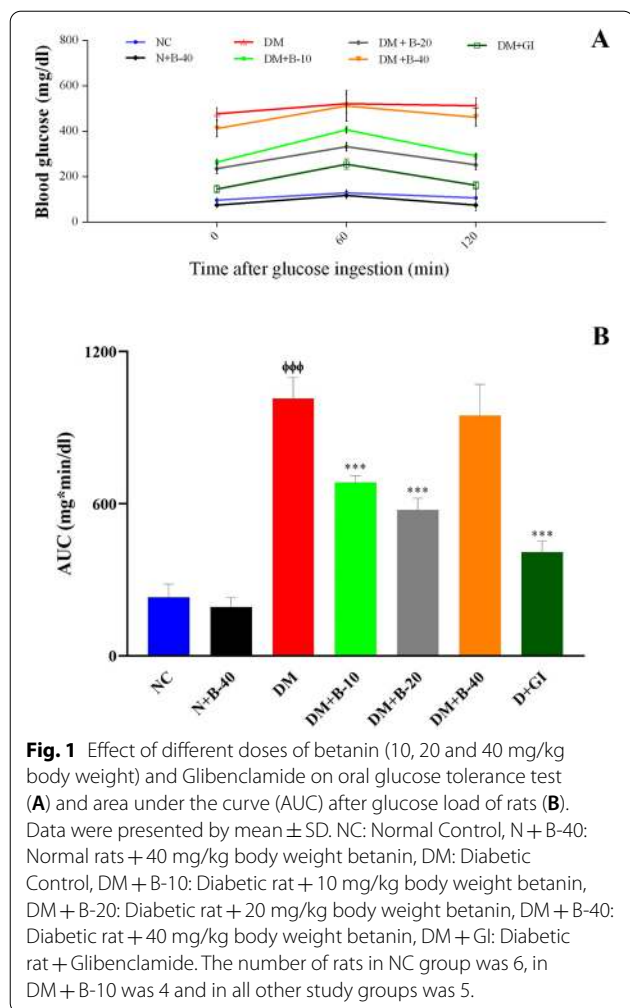 A
NC
DM
DM + B-20
DM+GI
N+B-40
DM+B-10
DM +B-40
Blood glucose (mg/dl)
800
600
400
200
0
0
60
120
Time after glucose ingestion (min)
B
AUC (mg*min/dl)
1200
600
0
ϕϕϕ
***
***
***
NC
N+B-40
DM
DM+B-10
DM+B-20
DM+B-40
D+GI
Fig. 1 Effect of different doses of betanin (10, 20 and 40 mg/kg
body weight) and Glibenclamide on oral glucose tolerance test
(A) and area under the curve (AUC) after glucose load of rats (B).
Data were presented by mean ± SD. NC: Normal Control, N + B-40:
Normal rats + 40 mg/kg body weight betanin, DM: Diabetic
Control, DM + B-10: Diabetic rat + 10 mg/kg body weight betanin,
DM + B-20: Diabetic rat + 20 mg/kg body weight betanin, DM + B-40:
Diabetic rat + 40 mg/kg body weight betanin, DM + GI: Diabetic
rat + Glibenclamide. The number of rats in NC group was 6, in
DM + B-10 was 4 and in all other study groups was 5.